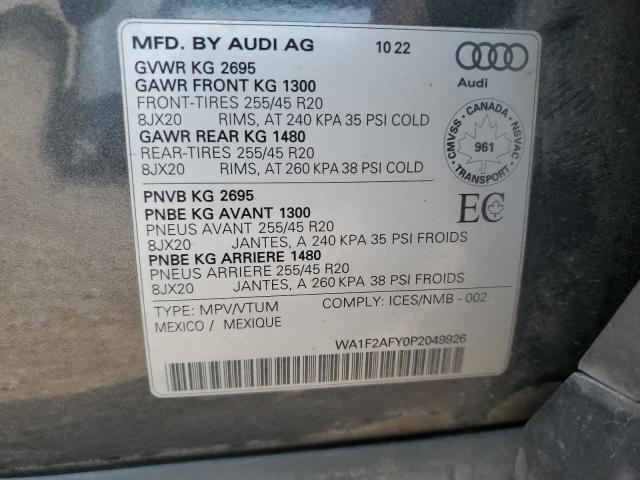 MFD. BY AUDI AG 10 22
GVWR KG 2695
GAWR FRONT KG 1300
FRONT-TIRES 255/45 R20
8JX20 RIMS, AT 240 KPA 35 PSI COLD
GAWR REAR KG 1480
REAR-TIRES 255/45 R20
8JX20 RIMS, AT 260 KPA 38 PSI COLD
Audi
CMVSS - CANADA - NSVAC
961
TRANSPORT
PNVB KG 2695
PNBE KG AVANT 1300
PNEUS AVANT 255/45 R20
8JX20 JANTES, A 240 KPA 35 PSI FROIDS
PNBE KG ARRIERE 1480
PNEUS ARRIERE 255/45 R20
8JX20 JANTES, A 260 KPA 38 PSI FROIDS
EC
TYPE: MPV/VTUM COMPLY: ICES/NMB - 002
MEXICO / MEXIQUE
WA1F2AFY0P2049926